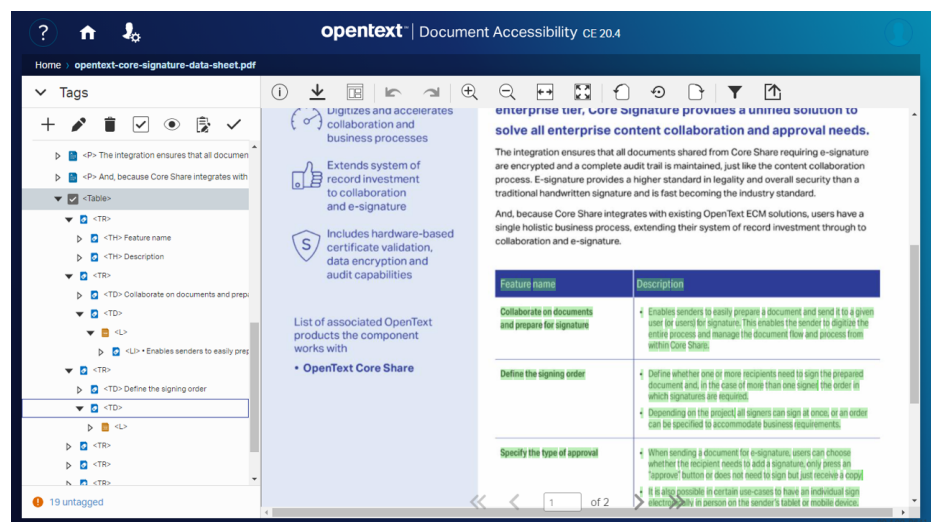 opentext™ | Document Accessibility CE 20.4
Home › opentext-core-signature-data-sheet.pdf
Tags
<P> The integration ensures that all documen
<P> And, because Core Share integrates with
<Table>
<TR>
<TH> Feature name
<TH> Description
<TR>
<TD> Collaborate on documents and prepa
<TD>
<L>
<LI> • Enables senders to easily prep
<TR>
<TD> Define the signing order
<TD>
<L>
<TR>
<TR>
<TR>
19 untagged
Digitizes and accelerates
collaboration and
business processes
Extends system of
record investment
to collaboration
and e-signature
Includes hardware-based
certificate validation,
data encryption and
audit capabilities
List of associated OpenText
products the component
works with
• OpenText Core Share
enterprise tier, Core Signature provides a unified solution to
solve all enterprise content collaboration and approval needs.
The integration ensures that all documents shared from Core Share requiring e-signature
are encrypted and a complete audit trail is maintained, just like the content collaboration
process. E-signature provides a higher standard in legality and overall security than a
traditional handwritten signature and is fast becoming the industry standard.
And, because Core Share integrates with existing OpenText ECM solutions, users have a
single holistic business process, extending their system of record investment through to
collaboration and e-signature.
Feature name
Description
Collaborate on documents
and prepare for signature
• Enables senders to easily prepare a document and send it to a given
user (or users) for signature. This enables the sender to digitize the
entire process and manage the document flow and process from
within Core Share.
Define the signing order
• Define whether one or more recipients need to sign the prepared
document and, in the case of more than one signer, the order in
which signatures are required.
• Depending on the project, all signers can sign at once, or an order
can be specified to accommodate business requirements.
Specify the type of approval
• When sending a document for e-signature, users can choose
whether the recipient needs to add a signature, only press an
"approve" button or does not need to sign but just receive a copy.
• It is also possible in certain use-cases to have an individual sign
electronically in person on the sender's tablet or mobile device.
1 of 2